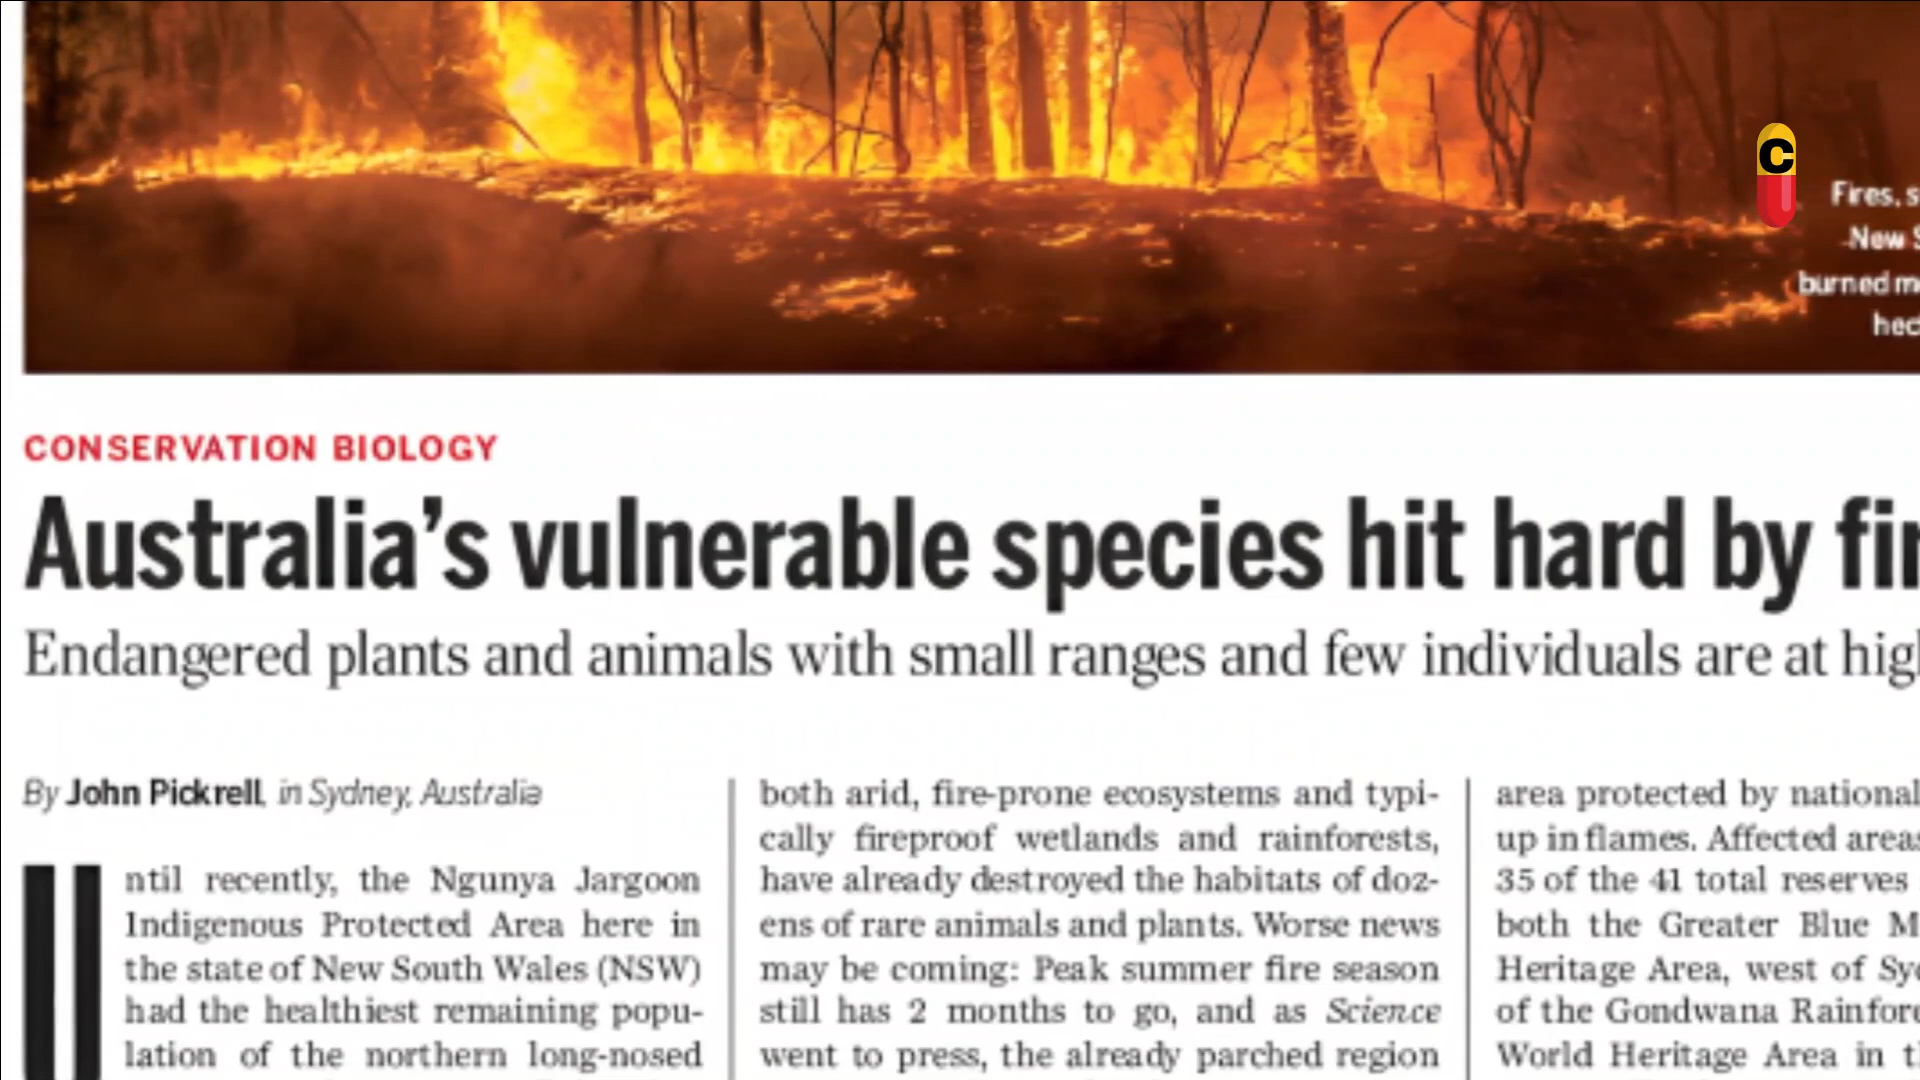 C
Fires,
New
burned
CONSERVATION BIOLOGY
Australia’s vulnerable species hit hard by
Endangered plants and animals with small ranges and few individuals are at
By John Pickrell, in Sydney, Australia
ntil recently, the Ngunya Jargoon
Indigenous Protected Area here in
the state of New South Wales (NSW)
had the healthiest remaining popu-
lation of the northern long-nosed
both arid, fire-prone ecosystems and typi-
cally fireproof wetlands and rainforests,
have already destroyed the habitats of doz-
ens of rare animals and plants. Worse news
may be coming: Peak summer fire season
still has 2 months to go, and as Science
went to press, the already parched region
area protected by national
up in flames. Affected areas
35 of the 41 total reserves
both the Greater Blue
Heritage Area, west of
of the Gondwana
World Heritage Area in